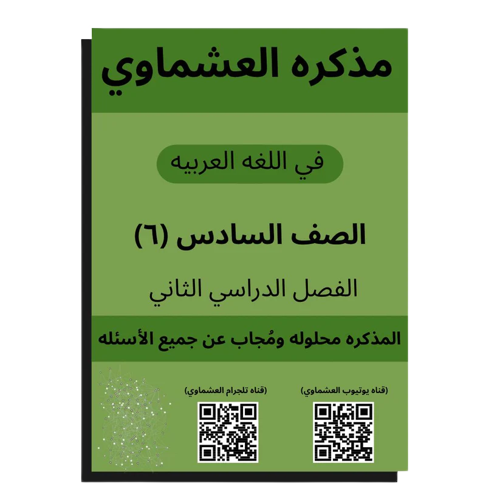 مذكره العشماوي
في اللغه العربيه
الصف السادس (٦)
الفصل الدراسي الثاني
المذكره محلوله ومُجاب عن جميع الأسئله
(قناه يوتيوب العشماوي)
(قناه تلجرام العشماوي)